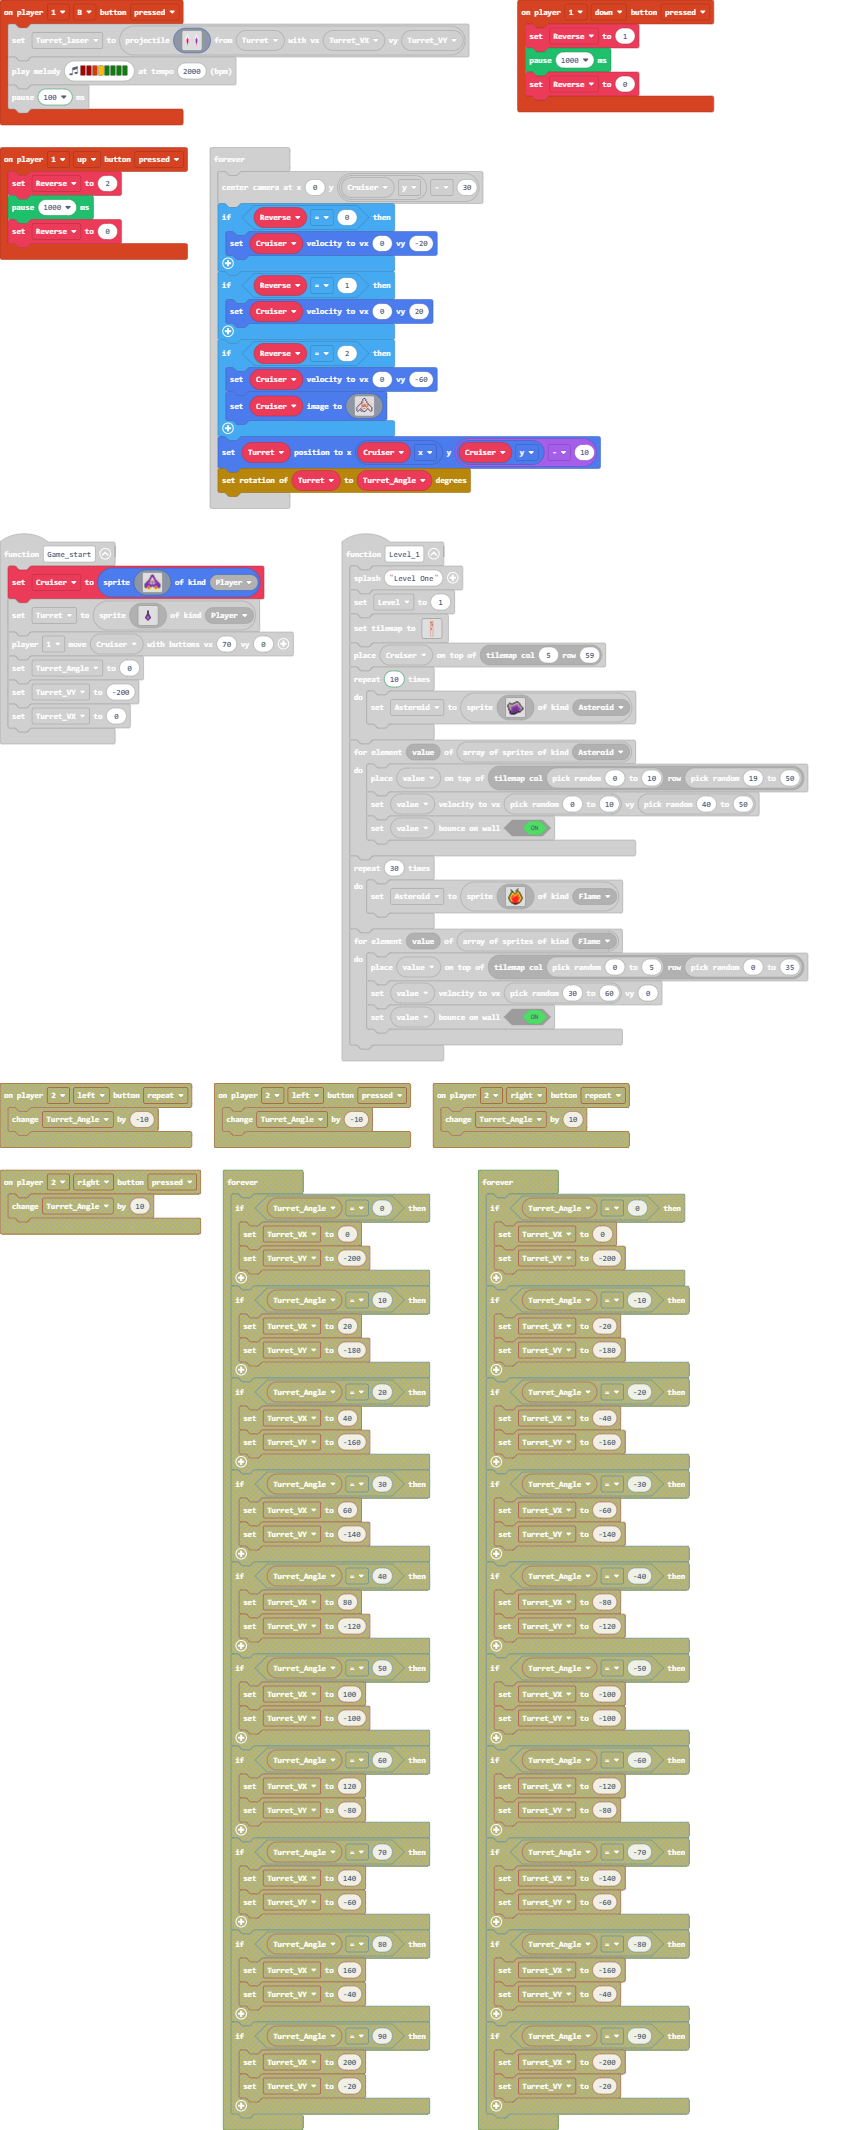 on player 1 B button pressed
set Turret_laser to projectile from Turret with vx Turret_VX vy Turret_VY
play melody at tempo 2000 (bpm)
pause 100 ms
on player 1 down button pressed
set Reverse to 1
pause 1000 ms
set Reverse to 0
on player 1 up button pressed
set Reverse to 2
pause 1000 ms
set Reverse to 0
forever
center camera at x 0 y Cruiser y - 30
if Reverse = 0 then
set Cruiser velocity to vx 0 vy -20
if Reverse = 1 then
set Cruiser velocity to vx 0 vy 20
if Reverse = 2 then
set Cruiser velocity to vx 0 vy -60
set Cruiser image to
set Turret position to x Cruiser x y Cruiser y - 10
set rotation of Turret to Turret_Angle degrees
function Game_start
set Cruiser to sprite of kind Player
set Turret to sprite of kind Player
player 1 move Cruiser with buttons vx 70 vy 0
set Turret_Angle to 0
set Turret_VY to -200
set Turret_VX to 0
function Level_1
splash "Level One"
set Level to 1
set tilemap to
place Cruiser on top of tilemap col 5 row 59
repeat 10 times
do
set Asteroid to sprite of kind Asteroid
for element value of array of sprites of kind Asteroid
do
place value on top of tilemap col pick random 0 to 10 row pick random 19 to 50
set value velocity to vx pick random 0 to 10 vy pick random 40 to 50
set value bounce on wall ON
repeat 30 times
do
set Asteroid to sprite of kind Flame
for element value of array of sprites of kind Flame
do
place value on top of tilemap col pick random 0 to 5 row pick random 0 to 35
set value velocity to vx pick random 30 to 60 vy 0
set value bounce on wall ON
on player 2 left button repeat
change Turret_Angle by -10
on player 2 left button pressed
change Turret_Angle by -10
on player 2 right button repeat
change Turret_Angle by 10
on player 2 right button pressed
change Turret_Angle by 10
forever
if Turret_Angle = 0 then
set Turret_VX to 0
set Turret_VY to -200
if Turret_Angle = 10 then
set Turret_VX to 20
set Turret_VY to -180
if Turret_Angle = 20 then
set Turret_VX to 40
set Turret_VY to -160
if Turret_Angle = 30 then
set Turret_VX to 60
set Turret_VY to -140
if Turret_Angle = 40 then
set Turret_VX to 80
set Turret_VY to -120
if Turret_Angle = 50 then
set Turret_VX to 100
set Turret_VY to -100
if Turret_Angle = 60 then
set Turret_VX to 120
set Turret_VY to -80
if Turret_Angle = 70 then
set Turret_VX to 140
set Turret_VY to -60
if Turret_Angle = 80 then
set Turret_VX to 160
set Turret_VY to -40
if Turret_Angle = 90 then
set Turret_VX to 200
set Turret_VY to -20
forever
if Turret_Angle = 0 then
set Turret_VX to 0
set Turret_VY to -200
if Turret_Angle = -10 then
set Turret_VX to -20
set Turret_VY to -180
if Turret_Angle = -20 then
set Turret_VX to -40
set Turret_VY to -160
if Turret_Angle = -30 then
set Turret_VX to -60
set Turret_VY to -140
if Turret_Angle = -40 then
set Turret_VX to -80
set Turret_VY to -120
if Turret_Angle = -50 then
set Turret_VX to -100
set Turret_VY to -100
if Turret_Angle = -60 then
set Turret_VX to -120
set Turret_VY to -80
if Turret_Angle = -70 then
set Turret_VX to -140
set Turret_VY to -60
if Turret_Angle = -80 then
set Turret_VX to -160
set Turret_VY to -40
if Turret_Angle = -90 then
set Turret_VX to -200
set Turret_VY to -20